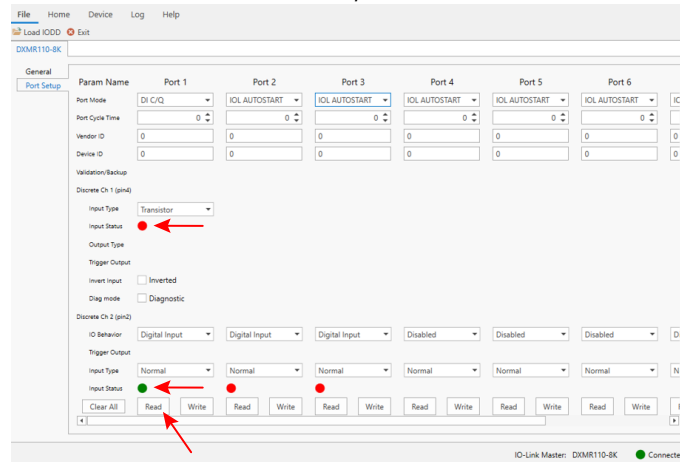 File Home Device Log Help
Load IODD Exit
DXMR110-8K
General
Port Setup
Param Name Port 1 Port 2 Port 3 Port 4 Port 5 Port 6
Port Mode DI C/Q IOL AUTOSTART IOL AUTOSTART IOL AUTOSTART IOL AUTOSTART IOL AUTOSTART
Port Cycle Time 0 0 0 0 0 0
Vendor ID 0 0 0 0 0 0 0
Device ID 0 0 0 0 0 0 0
Validation/Backup
Discrete Ch 1 (pin4)
Input Type Transistor
Input Status
Output Type
Trigger Output
Invert Input Inverted
Diag mode Diagnostic
Discrete Ch 2 (pin2)
IO Behavior Digital Input Digital Input Digital Input Disabled Disabled Disabled D
Trigger Output
Input Type Normal Normal Normal Normal Normal Normal N
Input Status
Clear All Read Write Read Write Read Write Read Write Read Write Read Write
IO-Link Master: DXMR110-8K Connecte